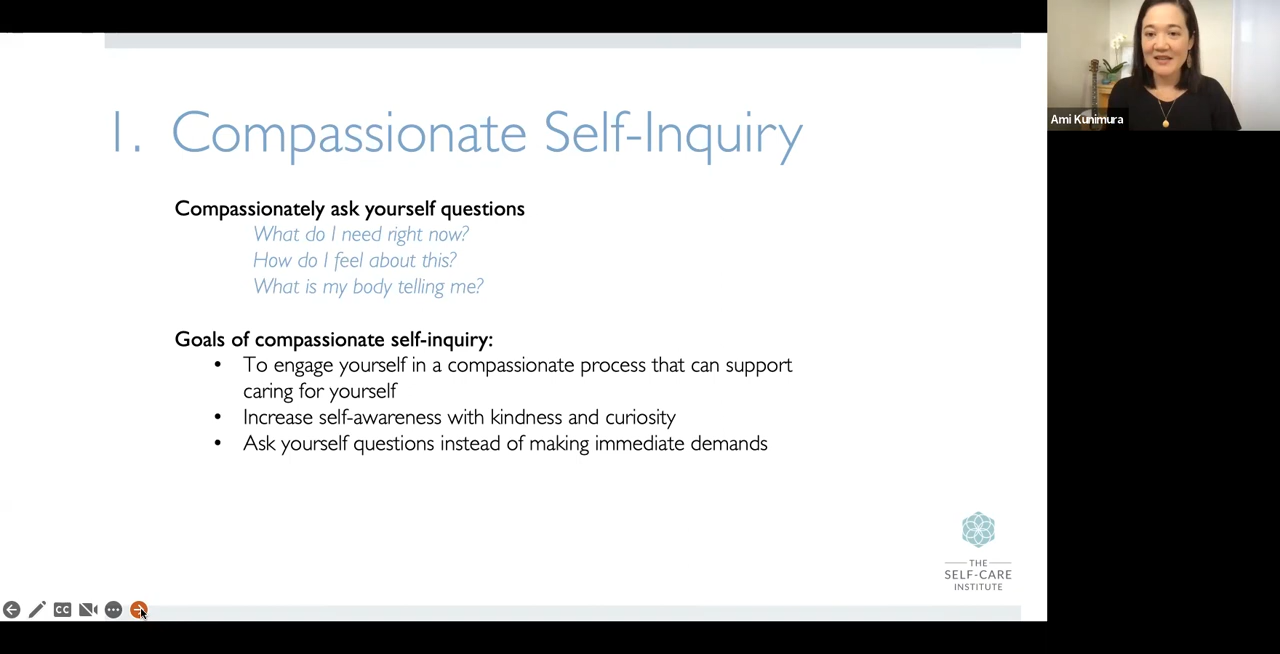 1. Compassionate Self-Inquiry
Compassionately ask yourself questions
What do I need right now?
How do I feel about this?
What is my body telling me?
Goals of compassionate self-inquiry:
• To engage yourself in a compassionate process that can support
caring for yourself
• Increase self-awareness with kindness and curiosity
• Ask yourself questions instead of making immediate demands
THE
SELF-CARE
INSTITUTE
CC
Ami Kunimura